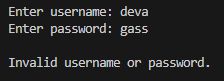 Enter username: deva
Enter password: gass
Invalid username or password.